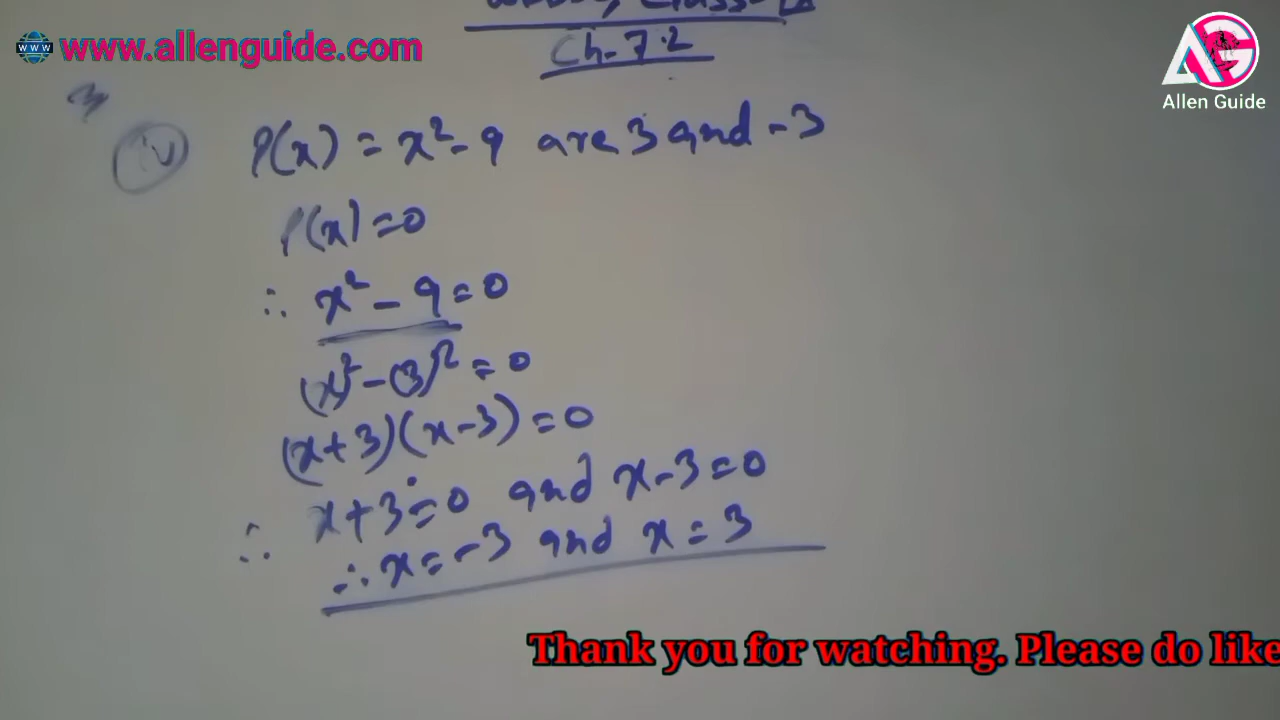 www.allenguide.com
Allen Guide
Ch-7.2
(iv) P(x) = x² - 9 are 3 and -3
P(x) = 0
∴ x² - 9 = 0
(x)² - (3)² = 0
(x+3)(x-3) = 0
∴ x+3 = 0 and x-3 = 0
∴ x = -3 and x = 3
Thank you for watching. Please do like